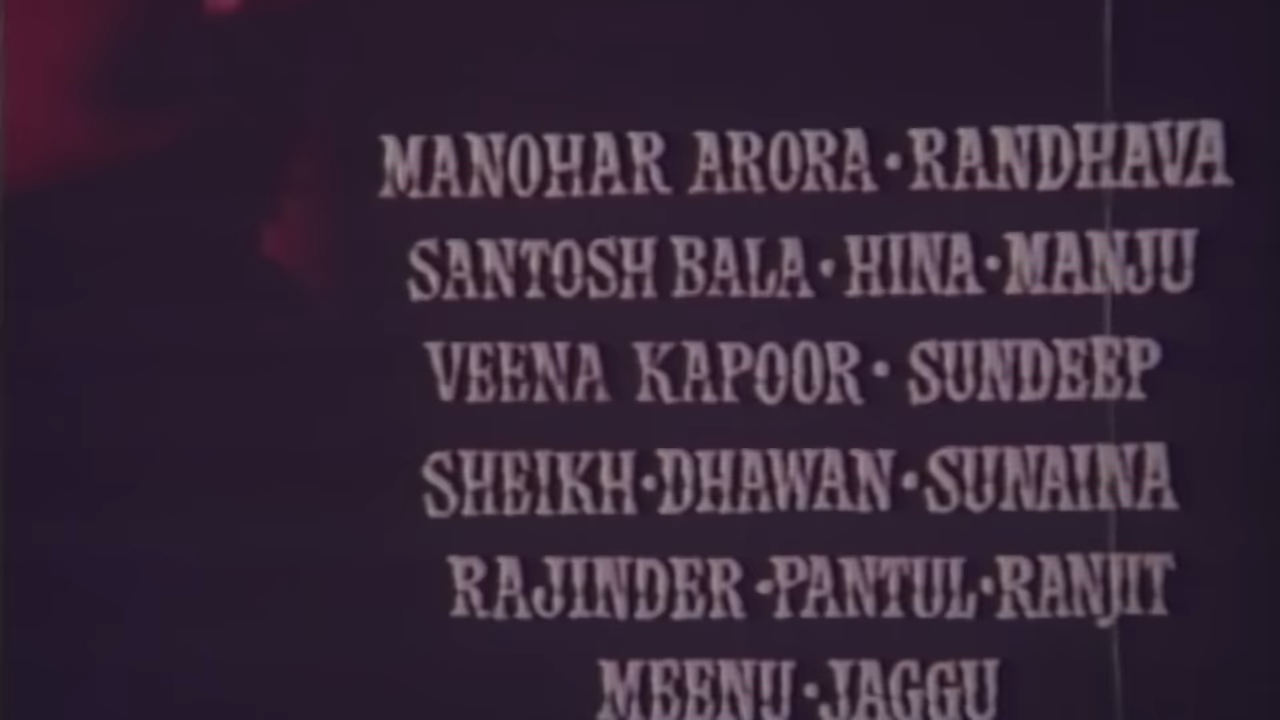 MANOHAR ARORA • RANDHAVA
SANTOSH BALA • HINA • MANJU
VEENA KAPOOR • SUNDEEP
SHEIKH • DHAWAN • SUNAINA
RAJINDER • PANTUL • RANJIT
MEENU • JAGGU